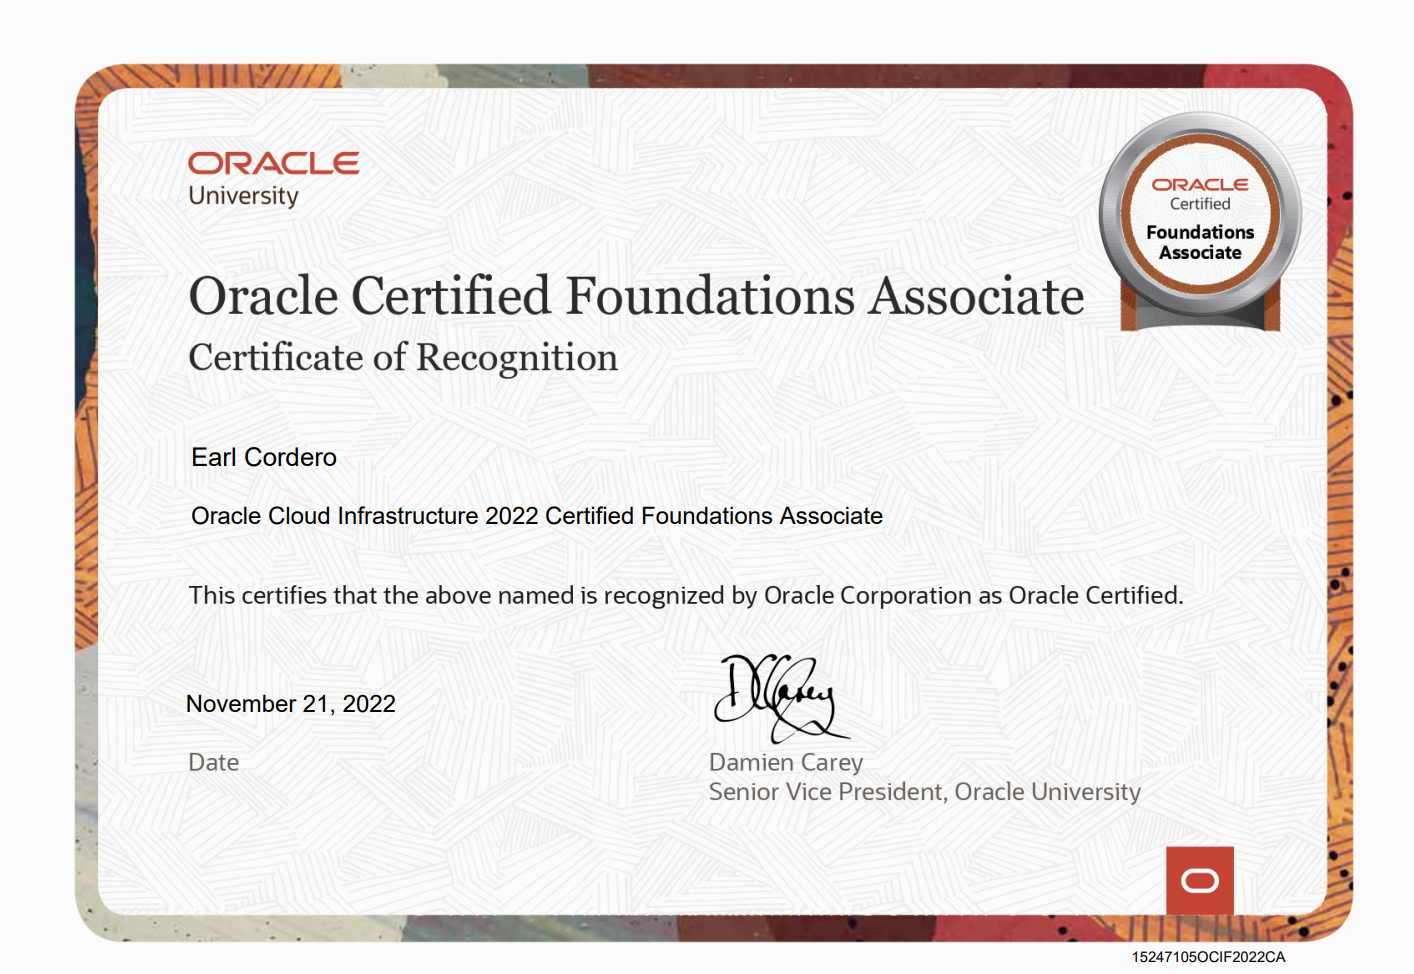 ORACLE
University
ORACLE
Certified
Foundations
Associate
Oracle Certified Foundations Associate
Certificate of Recognition
Earl Cordero
Oracle Cloud Infrastructure 2022 Certified Foundations Associate
This certifies that the above named is recognized by Oracle Corporation as Oracle Certified.
November 21, 2022
Date
DCarey
Damien Carey
Senior Vice President, Oracle University
15247105OCIF2022CA